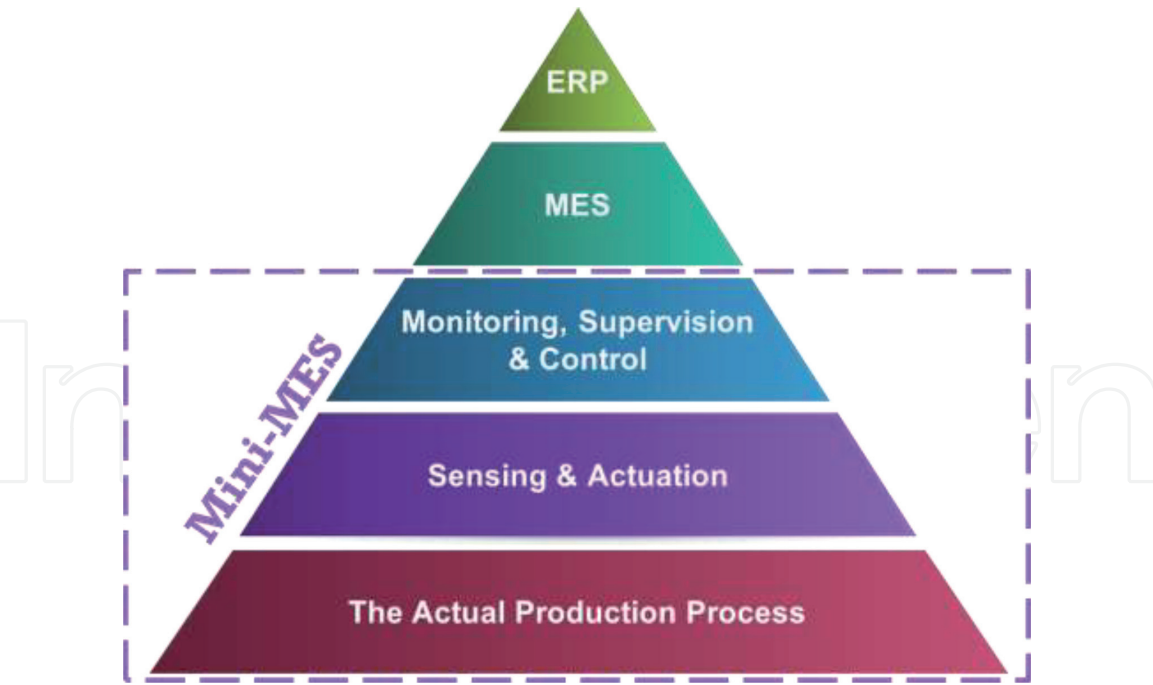 ERP
MES
Monitoring, Supervision
& Control
Mini-MES
Sensing & Actuation
The Actual Production Process